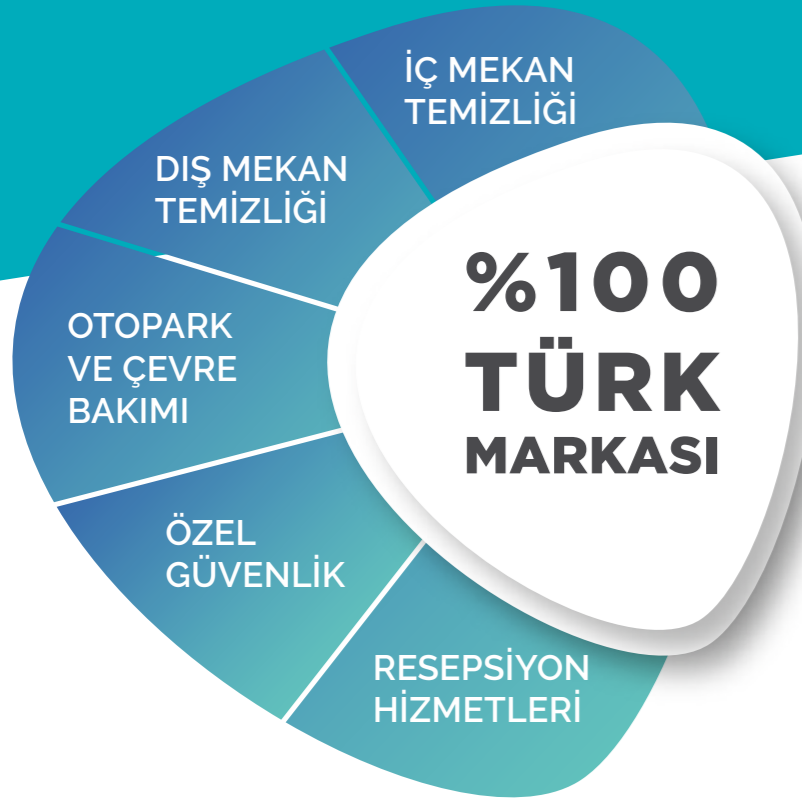 İÇ MEKAN
TEMİZLİĞİ
DIŞ MEKAN
TEMİZLİĞİ
OTOPARK
VE ÇEVRE
BAKIMI
ÖZEL
GÜVENLİK
RESEPSİYON
HİZMETLERİ
%100
TÜRK
MARKASI